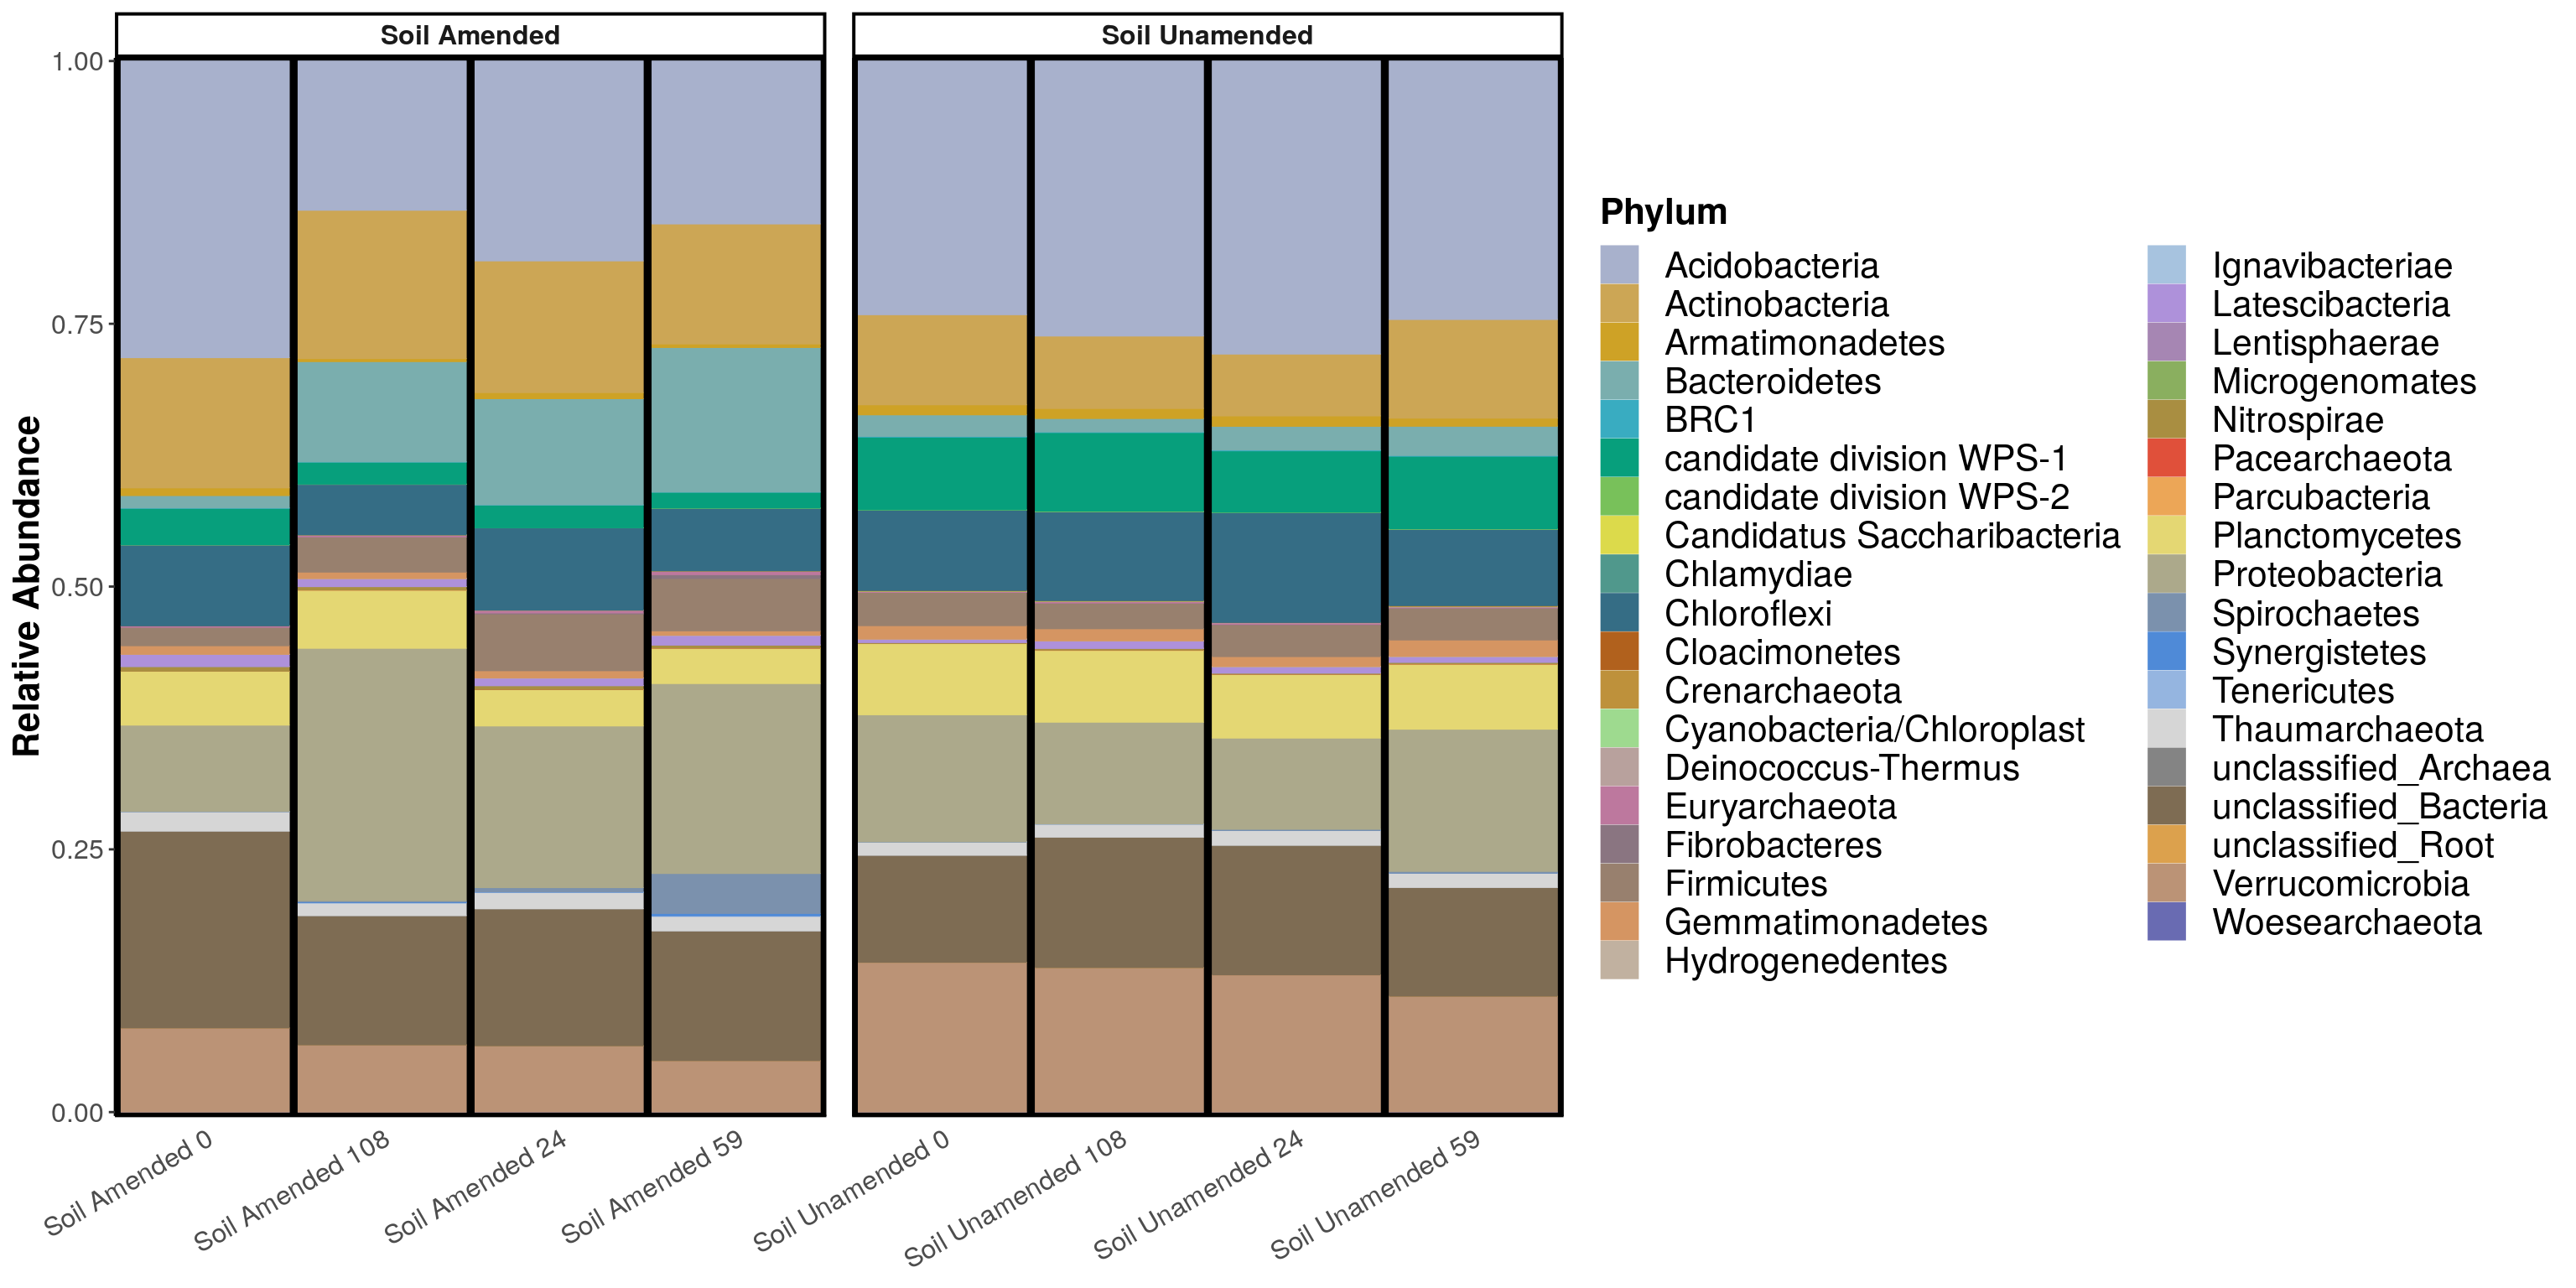 Soil Amended
Soil Unamended
1.00
0.75
0.50
0.25
0.00
Relative Abundance
Soil Amended 0
Soil Amended 108
Soil Amended 24
Soil Amended 59
Soil Unamended 0
Soil Unamended 108
Soil Unamended 24
Soil Unamended 59
Phylum
Acidobacteria
Actinobacteria
Armatimonadetes
Bacteroidetes
BRC1
candidate division WPS-1
candidate division WPS-2
Candidatus Saccharibacteria
Chlamydiae
Chloroflexi
Cloacimonetes
Crenarchaeota
Cyanobacteria/Chloroplast
Deinococcus-Thermus
Euryarchaeota
Fibrobacteres
Firmicutes
Gemmatimonadetes
Hydrogenedentes
Ignavibacteriae
Latescibacteria
Lentisphaerae
Microgenomates
Nitrospirae
Pacearchaeota
Parcubacteria
Planctomycetes
Proteobacteria
Spirochaetes
Synergistetes
Tenericutes
Thaumarchaeota
unclassified_Archaea
unclassified_Bacteria
unclassified_Root
Verrucomicrobia
Woesearchaeota